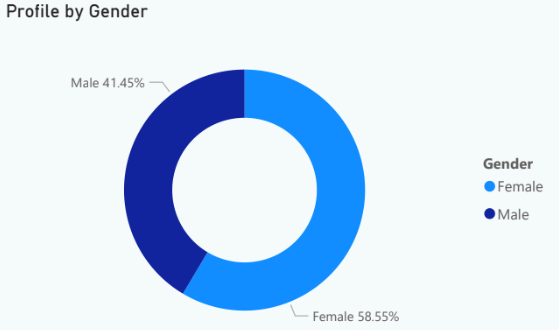 Profile by Gender
Male 41.45%
Gender
Female
Male
Female 58.55%